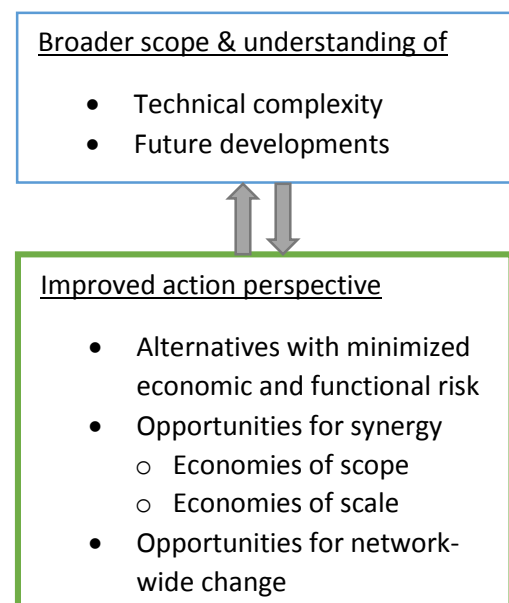 Broader scope & understanding of
• Technical complexity
• Future developments
Improved action perspective
• Alternatives with minimized
economic and functional risk
• Opportunities for synergy
o Economies of scope
o Economies of scale
• Opportunities for network-
wide change